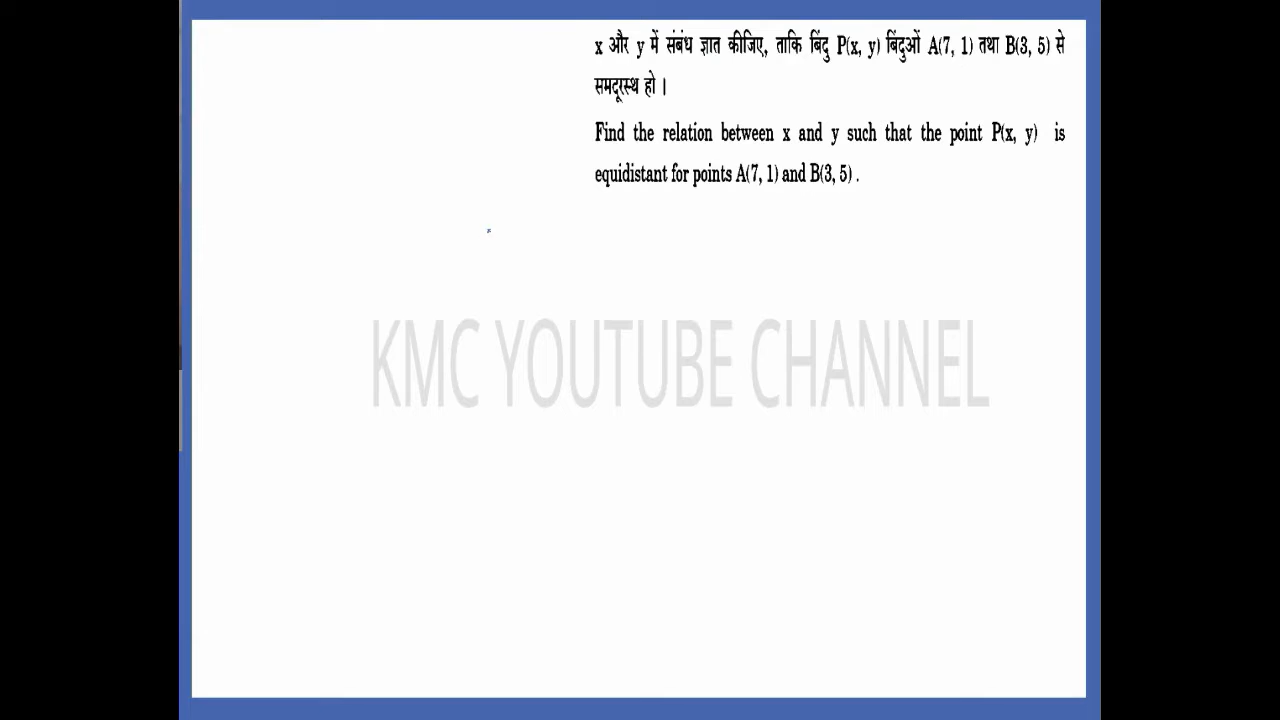 x और y में संबंध ज्ञात कीजिए, ताकि बिंदु P(x, y) बिंदुओं A(7, 1) तथा B(3, 5) से
समदूरस्थ हो ।
Find the relation between x and y such that the point P(x, y) is
equidistant for points A(7, 1) and B(3, 5) .
KMC YOUTUBE CHANNEL